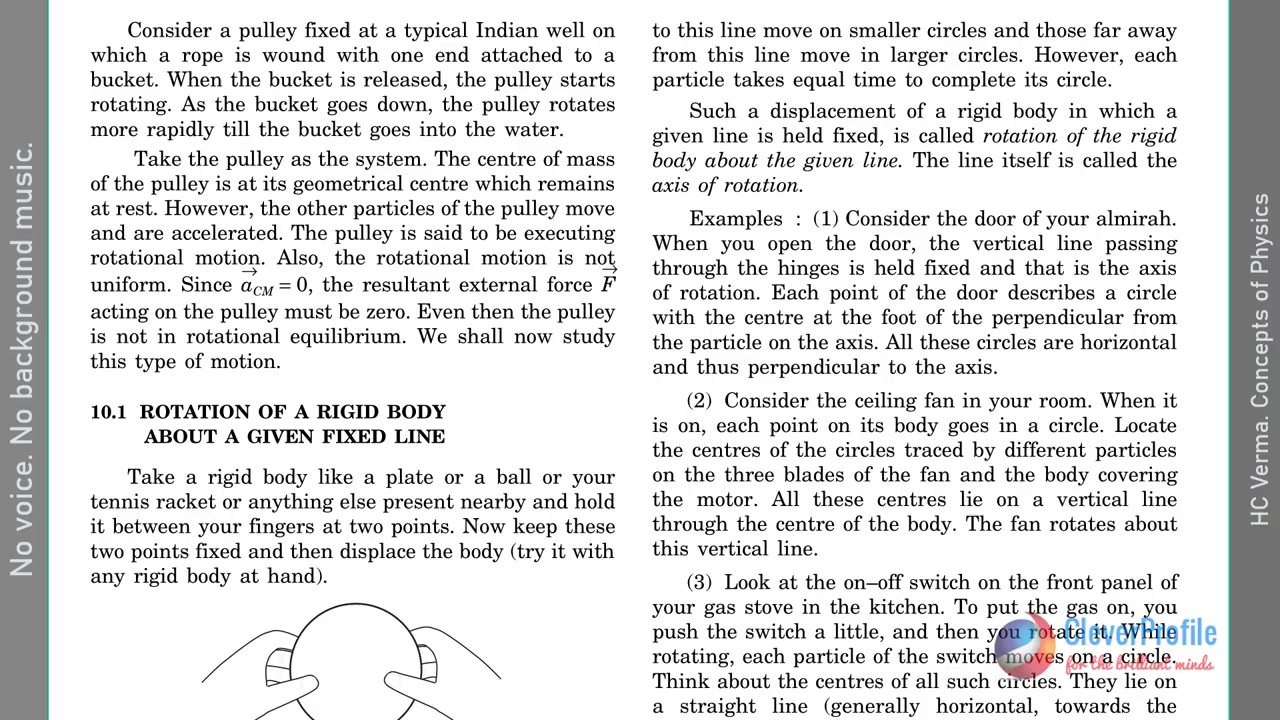 No voice. No background music.
Consider a pulley fixed at a typical Indian well on
which a rope is wound with one end attached to a
bucket. When the bucket is released, the pulley starts
rotating. As the bucket goes down, the pulley rotates
more rapidly till the bucket goes into the water.
Take the pulley as the system. The centre of mass
of the pulley is at its geometrical centre which remains
at rest. However, the other particles of the pulley move
and are accelerated. The pulley is said to be executing
rotational motion. Also, the rotational motion is not
uniform. Since a⃗CM = 0, the resultant external force F⃗
acting on the pulley must be zero. Even then the pulley
is not in rotational equilibrium. We shall now study
this type of motion.
10.1 ROTATION OF A RIGID BODY
ABOUT A GIVEN FIXED LINE
Take a rigid body like a plate or a ball or your
tennis racket or anything else present nearby and hold
it between your fingers at two points. Now keep these
two points fixed and then displace the body (try it with
any rigid body at hand).
to this line move on smaller circles and those far away
from this line move in larger circles. However, each
particle takes equal time to complete its circle.
Such a displacement of a rigid body in which a
given line is held fixed, is called rotation of the rigid
body about the given line. The line itself is called the
axis of rotation.
Examples : (1) Consider the door of your almirah.
When you open the door, the vertical line passing
through the hinges is held fixed and that is the axis
of rotation. Each point of the door describes a circle
with the centre at the foot of the perpendicular from
the particle on the axis. All these circles are horizontal
and thus perpendicular to the axis.
(2) Consider the ceiling fan in your room. When it
is on, each point on its body goes in a circle. Locate
the centres of the circles traced by different particles
on the three blades of the fan and the body covering
the motor. All these centres lie on a vertical line
through the centre of the body. The fan rotates about
this vertical line.
(3) Look at the on–off switch on the front panel of
your gas stove in the kitchen. To put the gas on, you
push the switch a little, and then you rotate it. While
rotating, each particle of the switch moves on a circle.
Think about the centres of all such circles. They lie on
a straight line (generally horizontal, towards the
CleverProfile
for the brilliant minds
HC Verma. Concepts of Physics